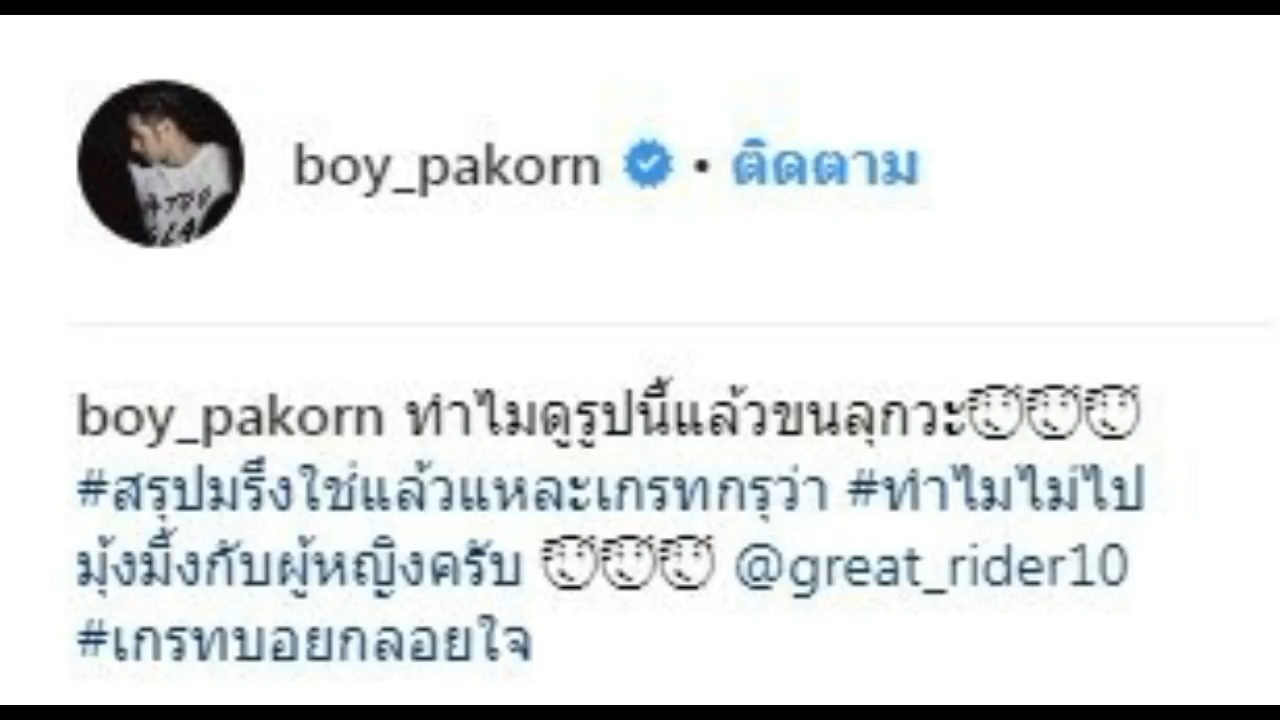 boy_pakorn • ติดตาม
boy_pakorn ทำไมดูรูปนี้แล้วขนลุกวะ
#สรุปมรึงใช่แล้วแหละเกรทกรุว่า #ทำไมไม่ไป
มุ้งมิ้งกับผู้หญิงครับ @great_rider10
#เกรทบอยกลอยใจ